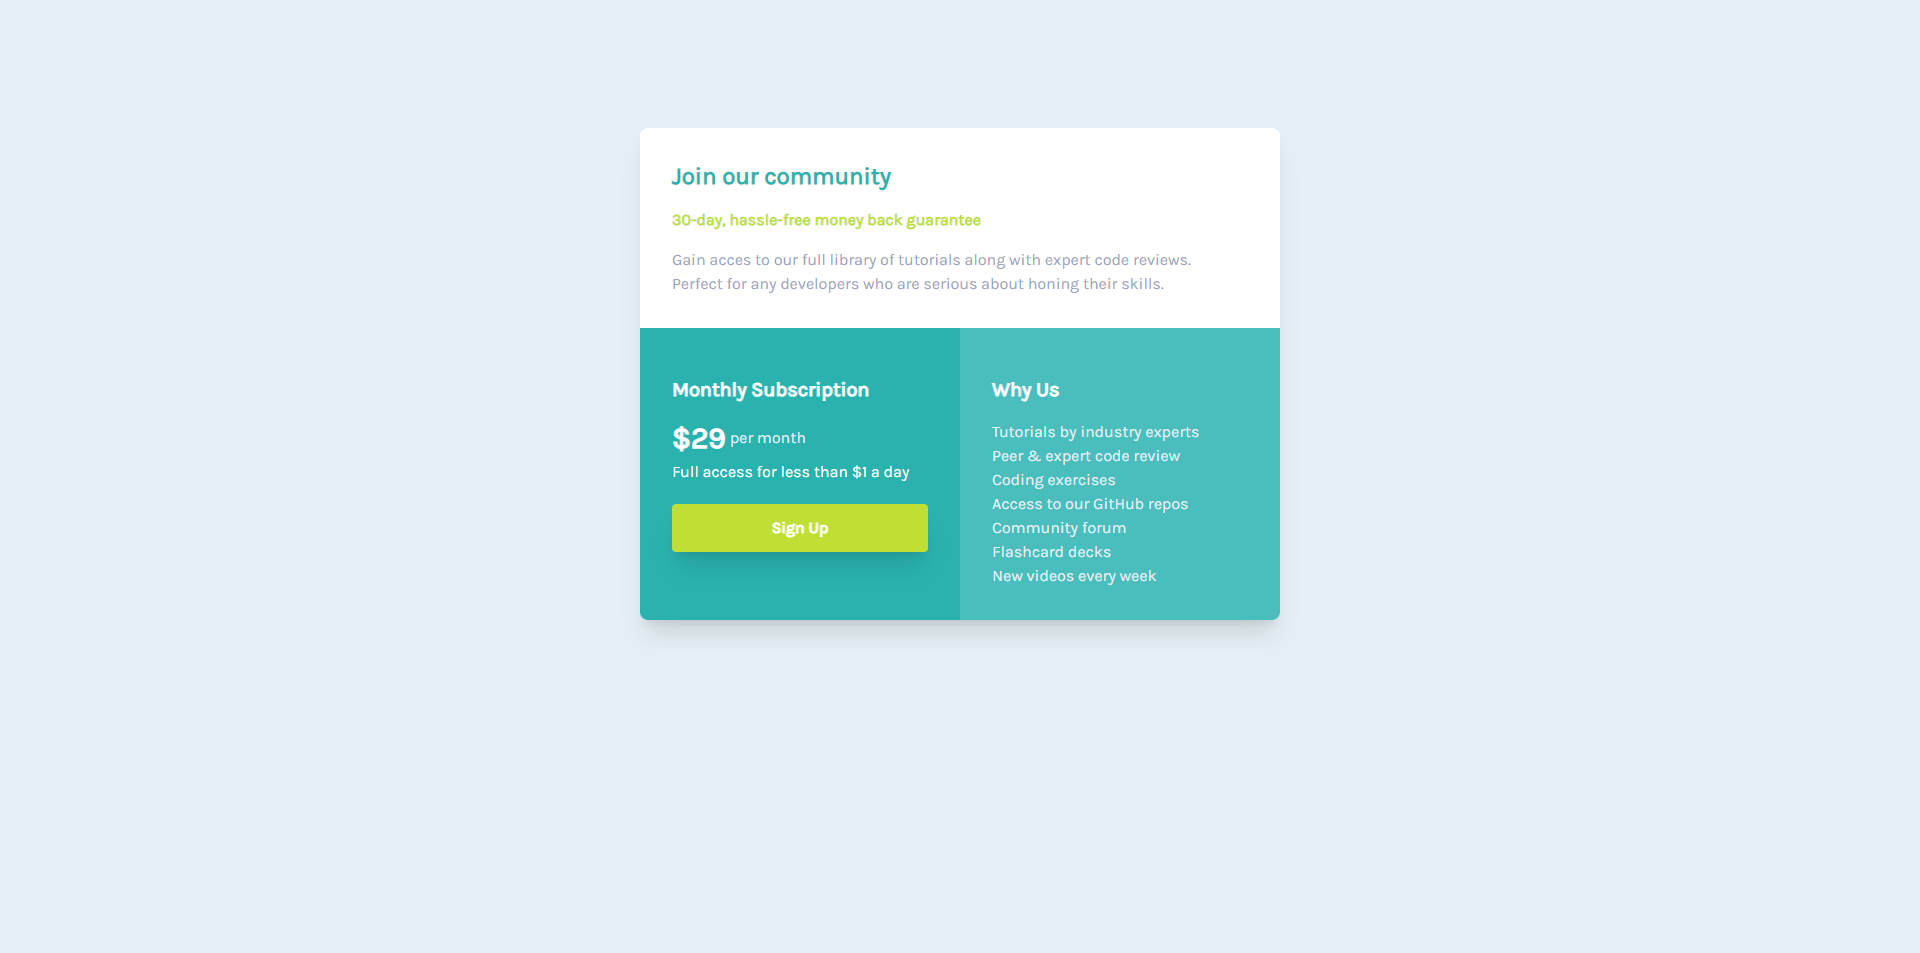 Join our community
30-day, hassle-free money back guarantee
Gain acces to our full library of tutorials along with expert code reviews.
Perfect for any developers who are serious about honing their skills.
Monthly Subscription
$29 per month
Full access for less than $1 a day
Sign Up
Why Us
Tutorials by industry experts
Peer & expert code review
Coding exercises
Access to our GitHub repos
Community forum
Flashcard decks
New videos every week